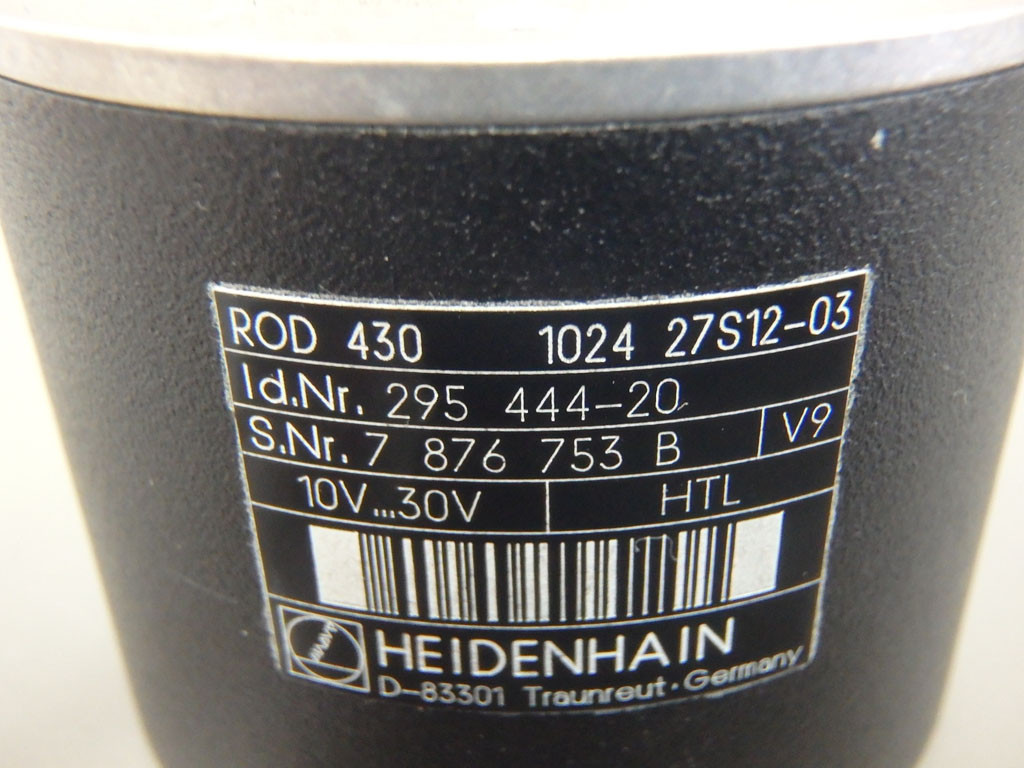 ROD 430 1024 27S12-03
Id.Nr. 295 444-20
S.Nr. 7 876 753 B V9
10V...30V HTL
HEIDENHAIN
D-83301 Traunreut·Germany